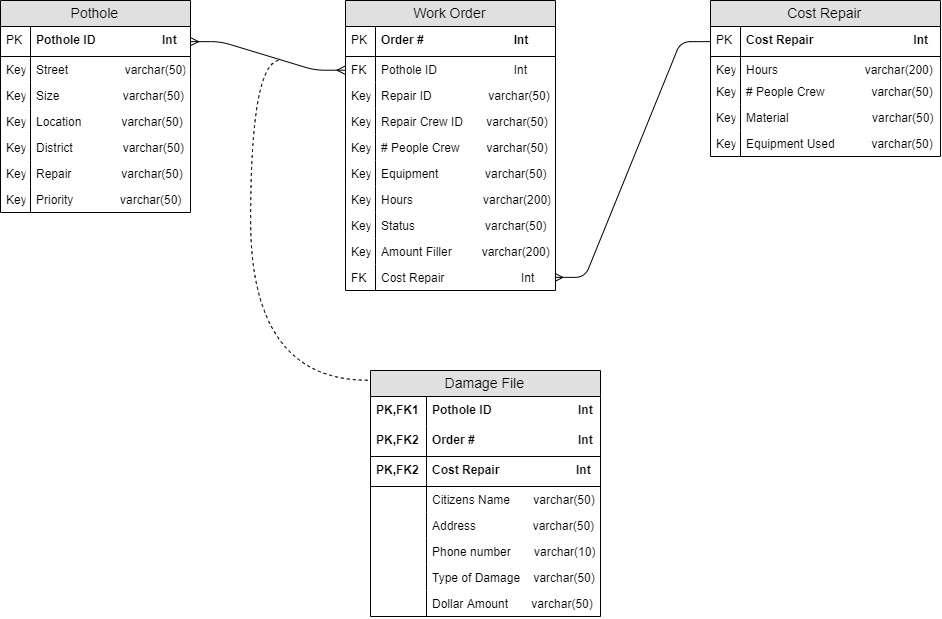 Pothole
PK Pothole ID Int
Key Street varchar(50)
Key Size varchar(50)
Key Location varchar(50)
Key District varchar(50)
Key Repair varchar(50)
Key Priority varchar(50)
Work Order
PK Order # Int
FK Pothole ID Int
Key Repair ID varchar(50)
Key Repair Crew ID varchar(50)
Key # People Crew varchar(50)
Key Equipment varchar(50)
Key Hours varchar(200)
Key Status varchar(50)
Key Amount Filler varchar(200)
FK Cost Repair Int
Cost Repair
PK Cost Repair Int
Key Hours varchar(200)
Key # People Crew varchar(50)
Key Material varchar(50)
Key Equipment Used varchar(50)
Damage File
PK,FK1 Pothole ID Int
PK,FK2 Order # Int
PK,FK2 Cost Repair Int
Citizens Name varchar(50)
Address varchar(50)
Phone number varchar(10)
Type of Damage varchar(50)
Dollar Amount varchar(50)